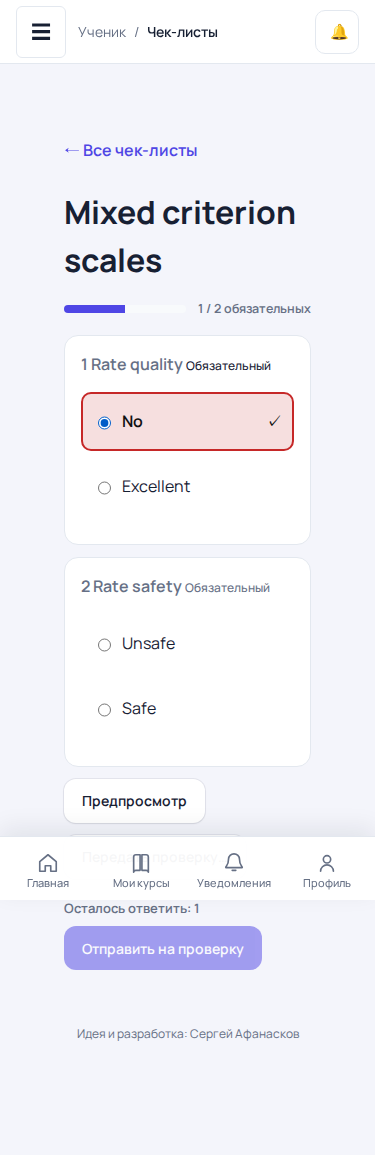 Ученик / Чек-листы
← Все чек-листы
Mixed criterion
scales
1 / 2 обязательных
1 Rate quality Обязательный
No ✓
Excellent
2 Rate safety Обязательный
Unsafe
Safe
Предпросмотр
Главная Мои курсы Уведомления Профиль
Осталось ответить: 1
Отправить на проверку
Идея и разработка: Сергей Афанасков